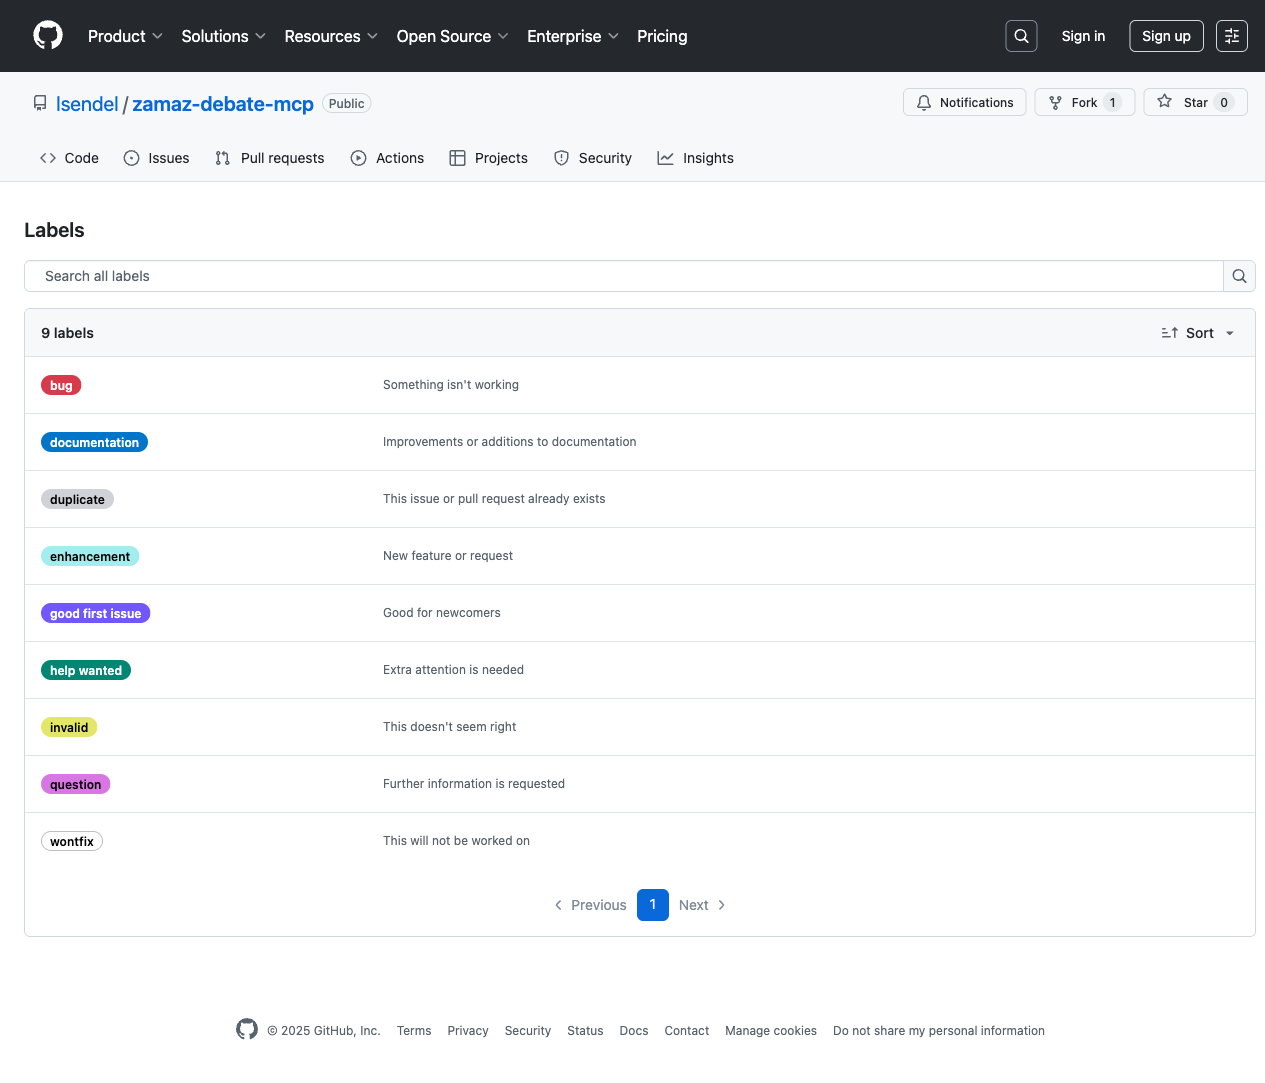 Product Solutions Resources Open Source Enterprise Pricing Sign in Sign up
lsendel / zamaz-debate-mcp Public Notifications Fork 1 Star 0
Code Issues Pull requests Actions Projects Security Insights
Labels
Search all labels
9 labels Sort
bug Something isn't working
documentation Improvements or additions to documentation
duplicate This issue or pull request already exists
enhancement New feature or request
good first issue Good for newcomers
help wanted Extra attention is needed
invalid This doesn't seem right
question Further information is requested
wontfix This will not be worked on
Previous 1 Next
© 2025 GitHub, Inc. Terms Privacy Security Status Docs Contact Manage cookies Do not share my personal information